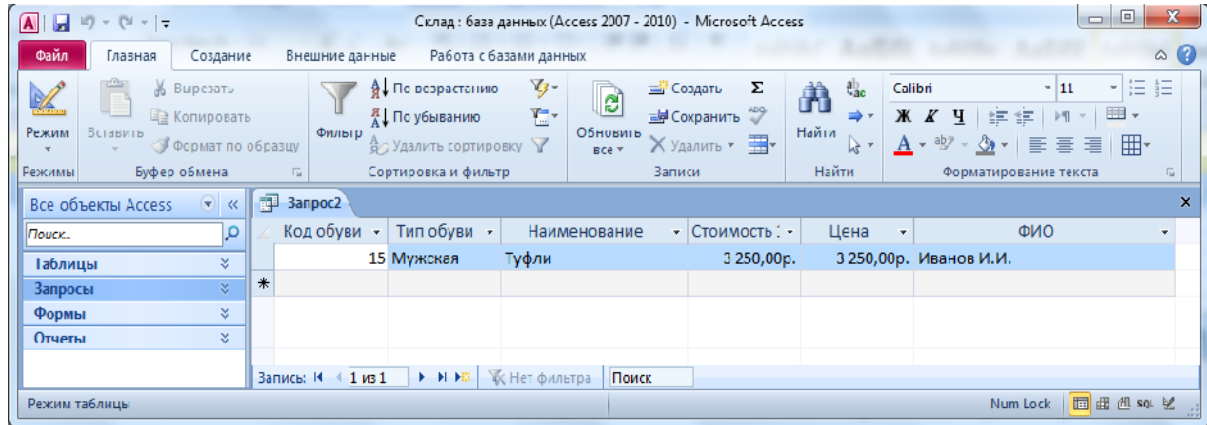 Склад : база данных (Access 2007 - 2010) - Microsoft Access
Файл Главная Создание Внешние данные Работа с базами данных
Вырезать По возрастанию Создать Σ Calibri 11
Копировать По убыванию Сохранить Ж К Ч
Режим Вставить Формат по образцу Фильтр Удалить сортировку Обновить все Удалить Найти
Режимы Буфер обмена Сортировка и фильтр Записи Найти Форматирование текста
Все объекты Access Запрос2
Поиск... Код обуви Тип обуви Наименование Стоимость Цена ФИО
Таблицы 15 Мужская Туфли 3 250,00р. 3 250,00р. Иванов И.И.
Запросы
Формы
Отчеты
Запись: 1 из 1 Нет фильтра Поиск
Режим таблицы Num Lock SQL